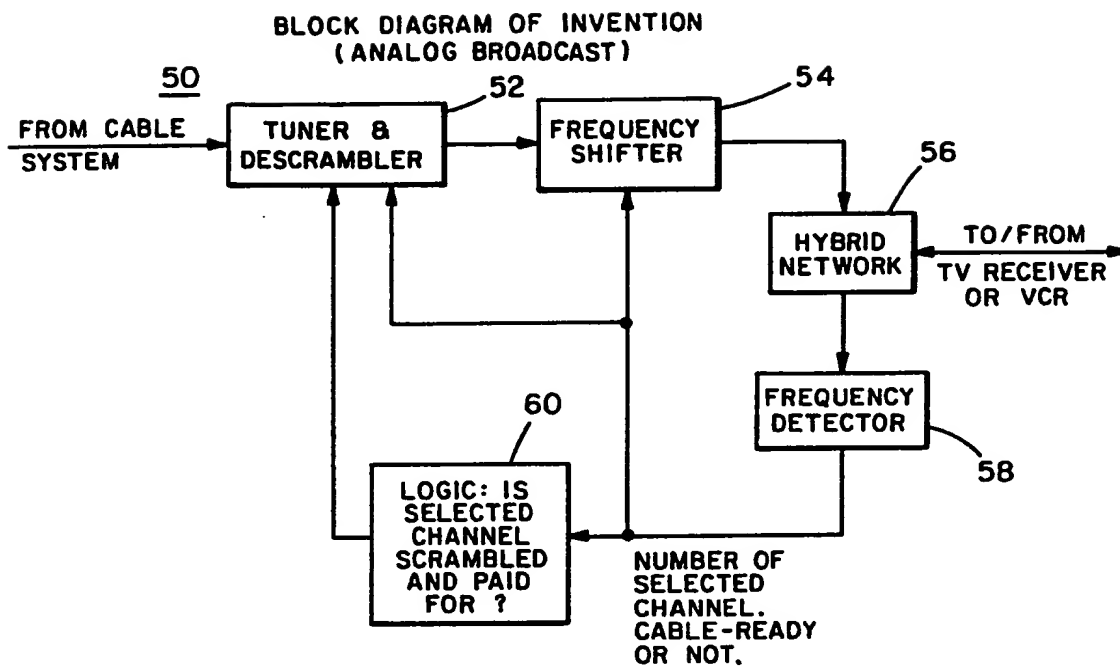 BLOCK DIAGRAM OF INVENTION
(ANALOG BROADCAST)
50
52
54
FROM CABLE
SYSTEM
TUNER &
DESCRAMBLER
FREQUENCY
SHIFTER
56
HYBRID
NETWORK
TO/FROM
TV RECEIVER
OR VCR
FREQUENCY
DETECTOR
58
60
LOGIC: IS
SELECTED
CHANNEL
SCRAMBLED
AND PAID
FOR ?
NUMBER OF
SELECTED
CHANNEL.
CABLE-READY
OR NOT.